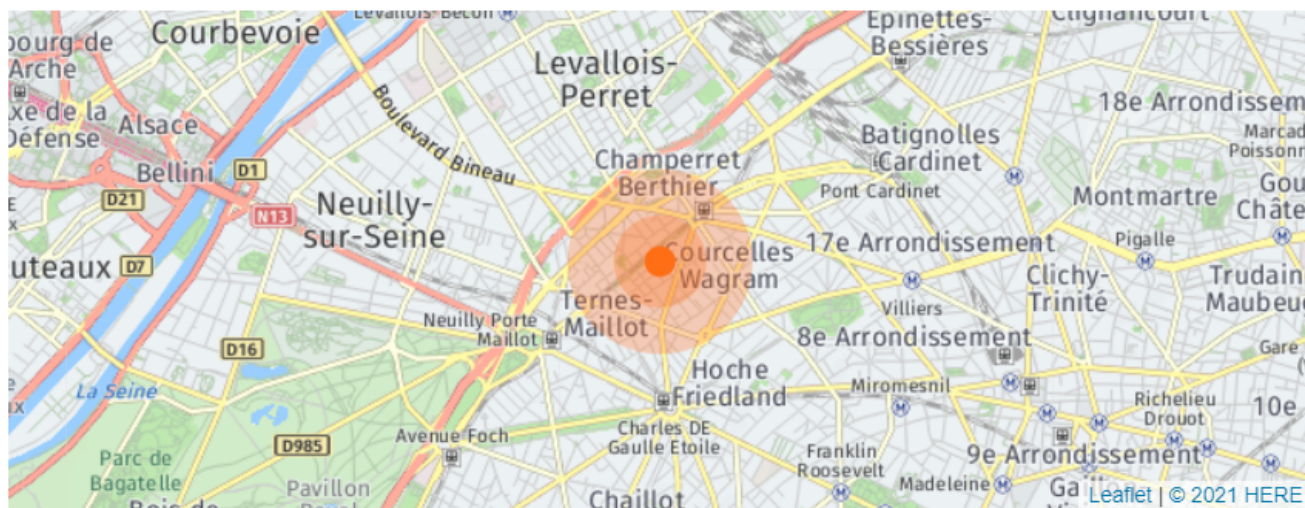 Levallois-Becon
Epinettes-
Bessières
Clignancourt
Courbevoie
bourg de
Arche
Levallois-
Perret
xe de la
Défense
Alsace
Boulevard Bineau
18e Arrondissem
Batignolles
Cardinet
Marcad
Poissonn
Bellini
D1
Champerret
Berthier
Pont Cardinet
Montmartre
Gou
Châte
D21
N13
Neuilly-
sur-Seine
17e Arrondissement
Pigalle
uteaux
D7
Courcelles
Wagram
Clichy-
Trinité
Trudain
Maubeu
Ternes-
Maillot
Villiers
Neuilly Porte
Maillot
8e Arrondissement
D16
Gare
La Seine
Hoche
Friedland
Miromesnil
Richelieu
Drouot
10e
D985
Avenue Foch
Charles DE
Gaulle Etoile
Franklin
Roosevelt
9e Arrondissement
Parc de
Bagatelle
Pavillon
Chaillot
Madeleine
Leaflet | © 2021 HERE